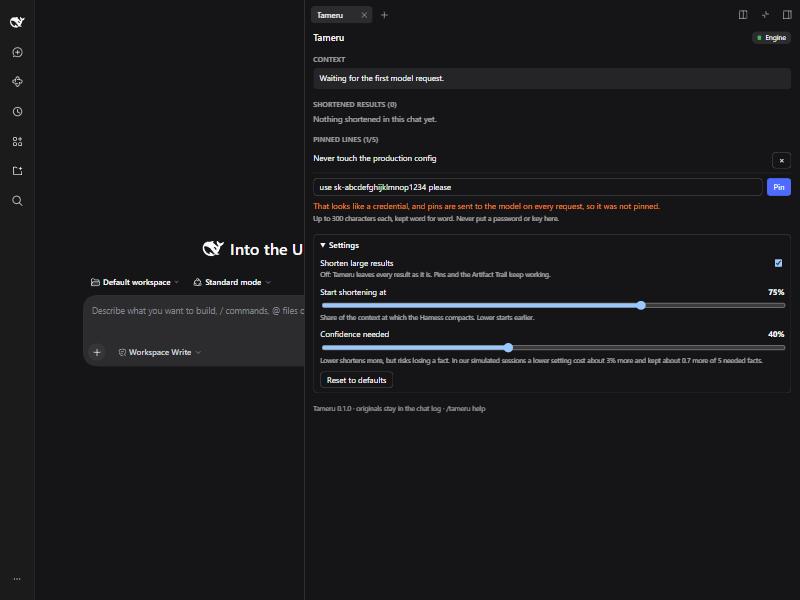 Tameru
Tameru
Engine
CONTEXT
Waiting for the first model request.
SHORTENED RESULTS (0)
Nothing shortened in this chat yet.
PINNED LINES (1/5)
Never touch the production config
use sk-abcdefghijklmnop1234 please
Pin
That looks like a credential, and pins are sent to the model on every request, so it was not pinned.
Up to 300 characters each, kept word for word. Never put a password or key here.
Settings
Shorten large results
Off: Tameru leaves every result as it is. Pins and the Artifact Trail keep working.
Start shortening at 75%
Share of the context at which the Harness compacts. Lower starts earlier.
Confidence needed 40%
Lower shortens more, but risks losing a fact. In our simulated sessions a lower setting cost about 3% more and kept about 0.7 more of 5 needed facts.
Reset to defaults
Tameru 0.1.0 · originals stay in the chat log · /tameru help
Into the U
Default workspace
Standard mode
Describe what you want to build, / commands, @ files o
Workspace Write